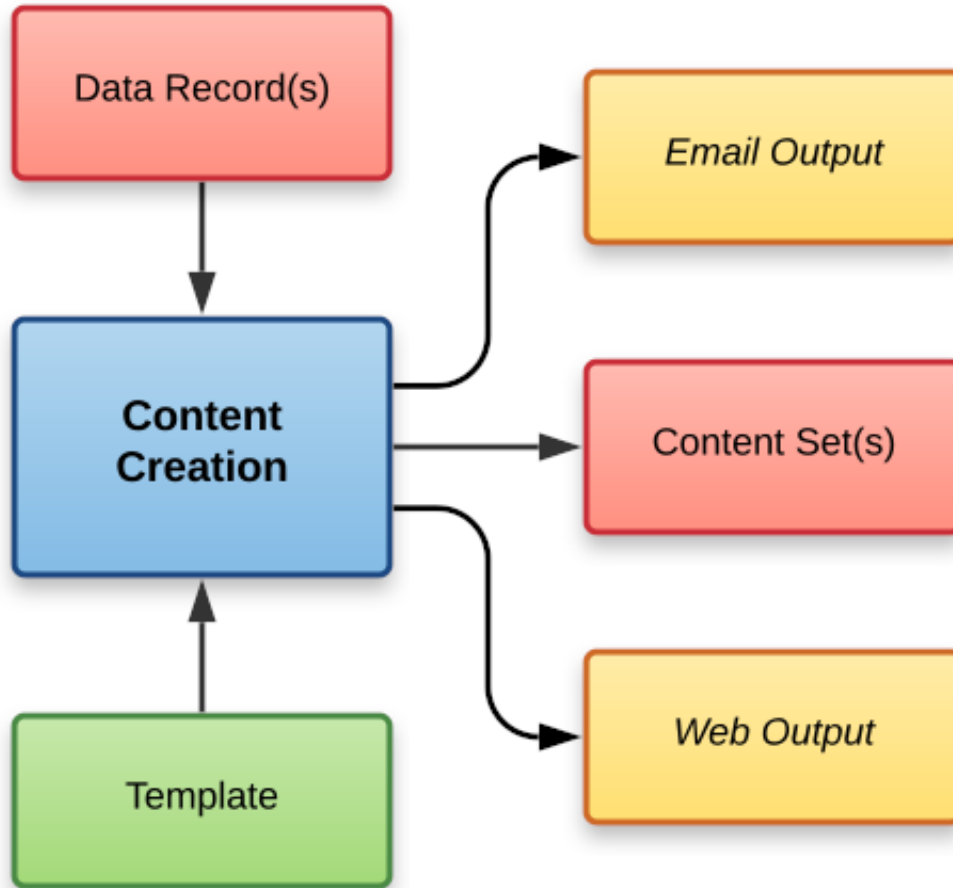 Data Record(s)
Email Output
Content
Creation
Content Set(s)
Web Output
Template